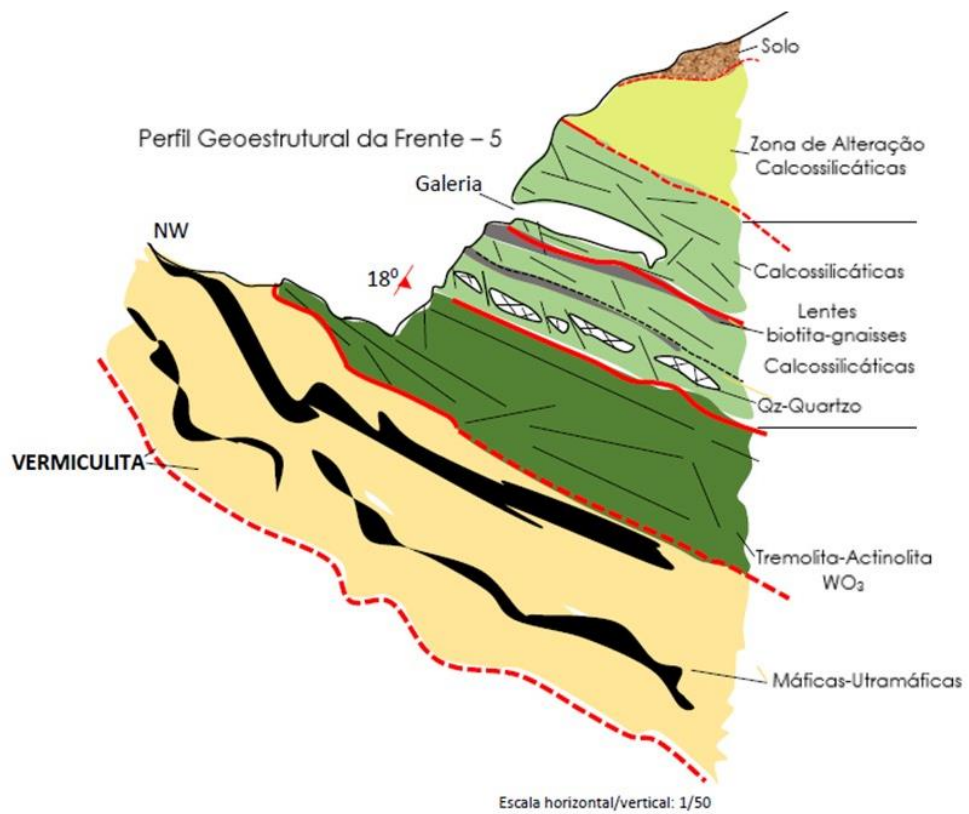 Solo
Perfil Geoestrutural da Frente – 5
Zona de Alteração
Calcossilicáticas
Galeria
NW
18⁰
Calcossilicáticas
Lentes
biotita-gnaisses
Calcossilicáticas
Qz-Quartzo
VERMICULITA
Tremolita-Actinolita
WO₃
Máficas-Utramáficas
Escala horizontal/vertical: 1/50